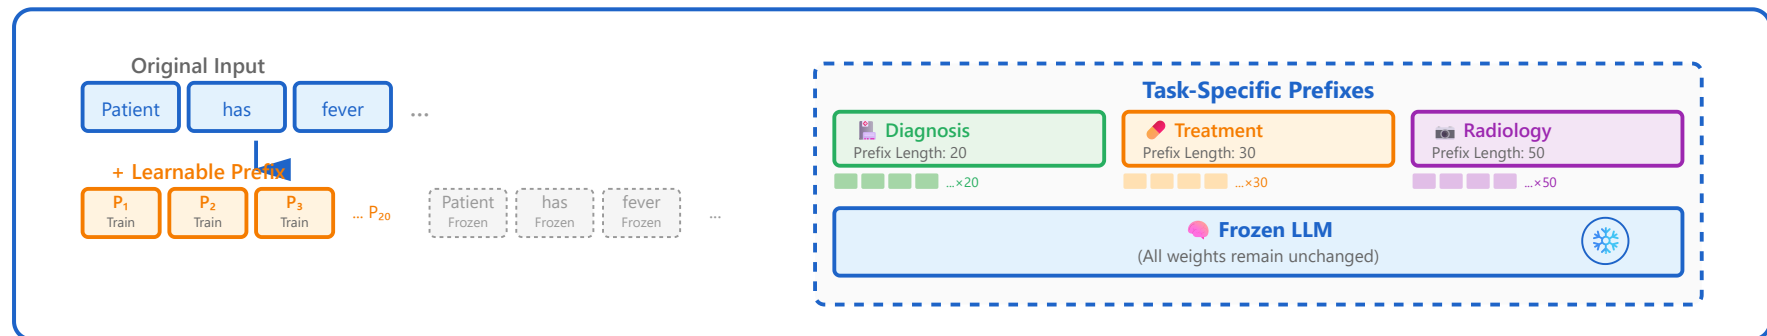 Original Input
Patient has fever ...
+ Learnable Prefix
P₁ P₂ P₃ ... P₂₀
Train Train Train
Patient has fever ...
Frozen Frozen Frozen
Task-Specific Prefixes
Diagnosis
Prefix Length: 20
...×20
Treatment
Prefix Length: 30
...×30
Radiology
Prefix Length: 50
...×50
Frozen LLM
(All weights remain unchanged)